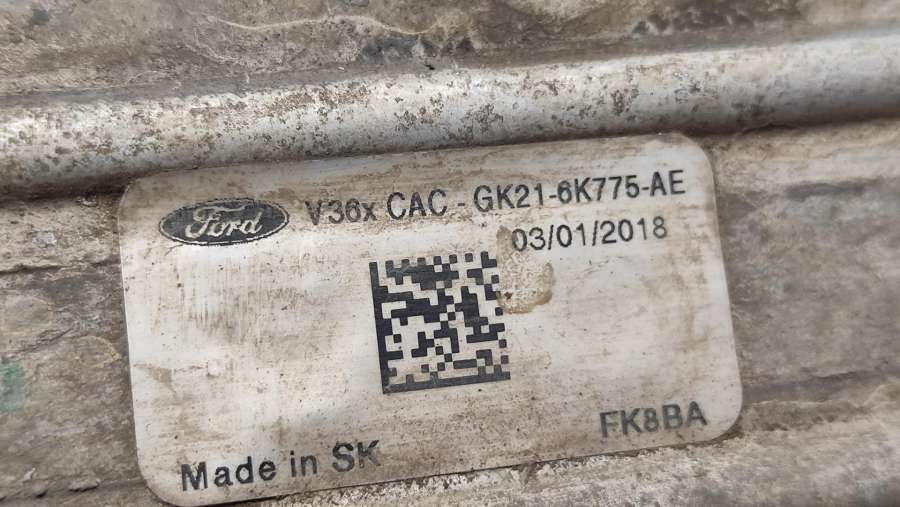 Ford V36x CAC - GK21-6K775-AE
03/01/2018
FK8BA
Made in SK